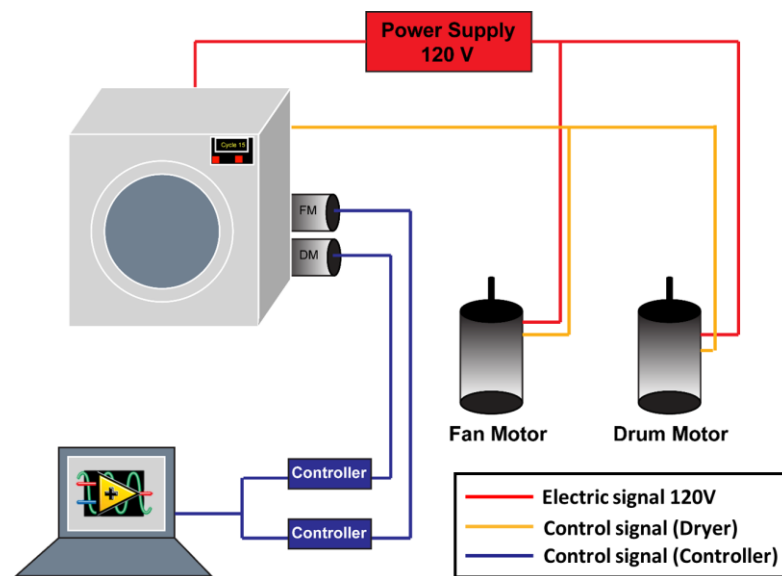 Power Supply
120 V
Cycle 15
FM
DM
Fan Motor
Drum Motor
Controller
Controller
Electric signal 120V
Control signal (Dryer)
Control signal (Controller)